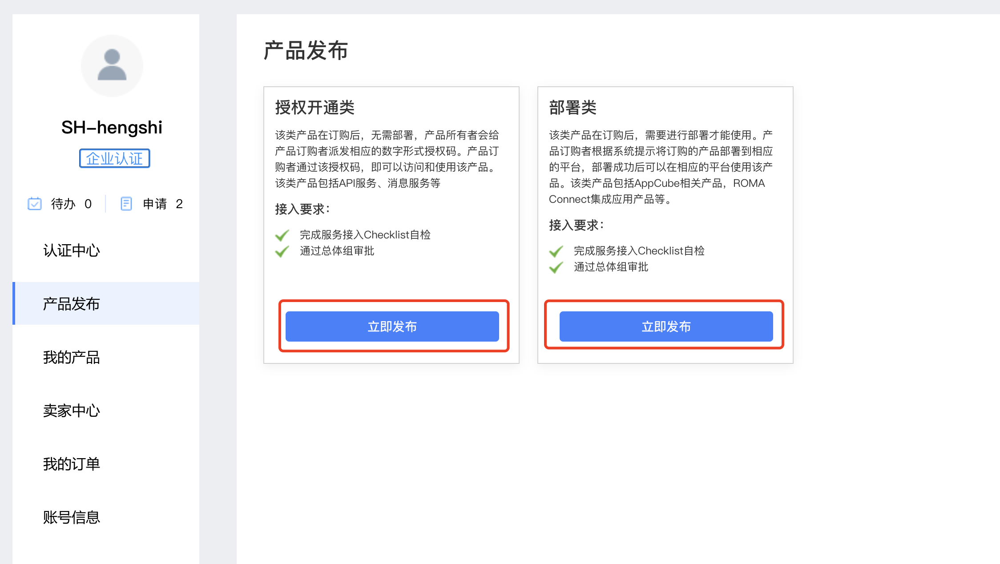 SH-hengshi
企业认证
待办 0
申请 2
认证中心
产品发布
我的产品
卖家中心
我的订单
账号信息
产品发布
授权开通类
该类产品在订购后，无需部署，产品所有者会给
产品订购者派发相应的数字形式授权码。产品订
购者通过该授权码，即可以访问和使用该产品。
该类产品包括API服务、消息服务等
接入要求：
完成服务接入Checklist自检
通过总体组审批
立即发布
部署类
该类产品在订购后，需要进行部署才能使用。产
品订购者根据系统提示将订购的产品部署到相应
的平台，部署成功后可以在相应的平台使用该产
品。该类产品包括AppCube相关产品，ROMA
Connect集成应用产品等。
接入要求：
完成服务接入Checklist自检
通过总体组审批
立即发布